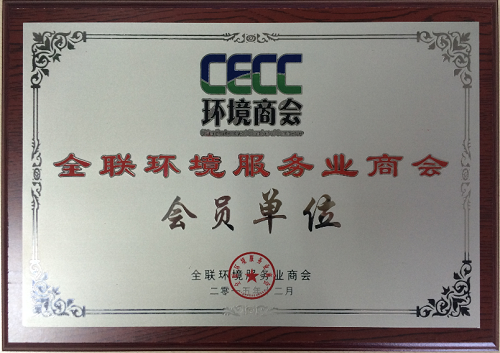 CECC
环境商会
全联环境服务业商会
会员单位
全联环境服务业商会
二零一五年十二月